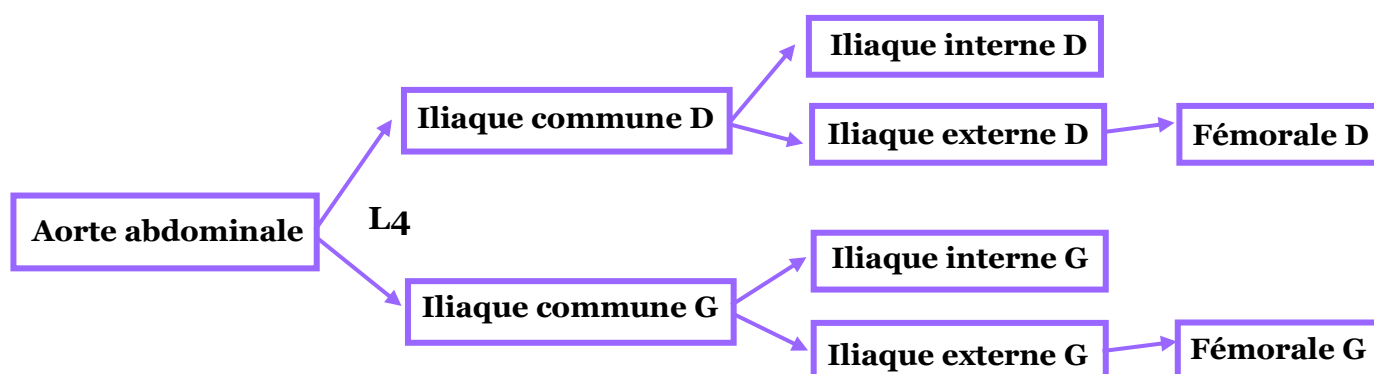 Iliaque interne D
Iliaque commune D
Iliaque externe D
Fémorale D
Aorte abdominale
L4
Iliaque interne G
Iliaque commune G
Iliaque externe G
Fémorale G